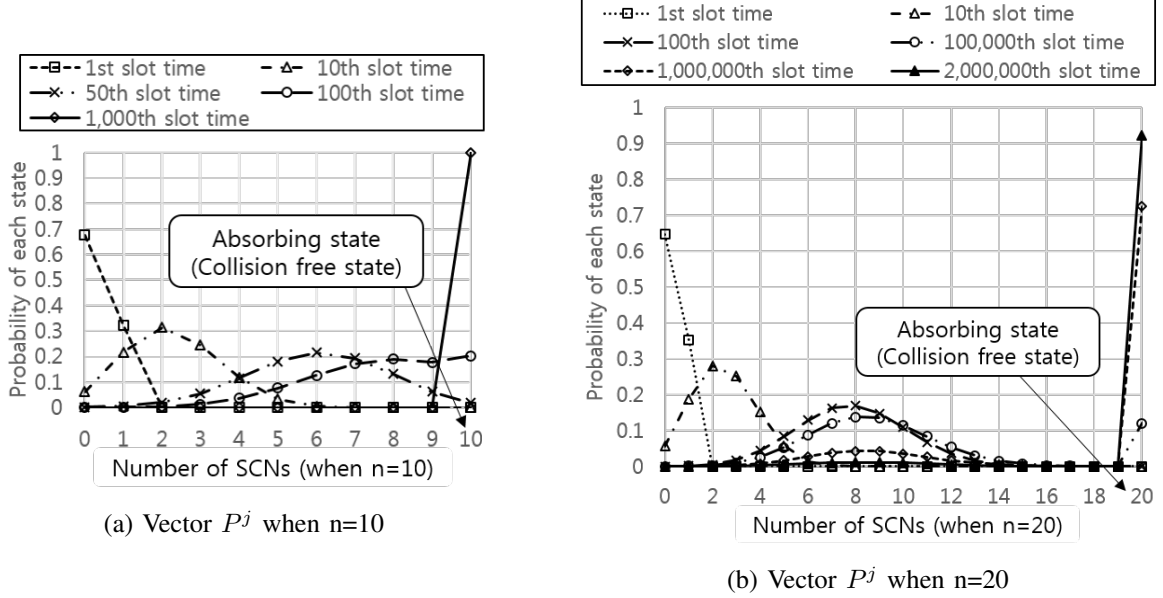 1st slot time 10th slot time
50th slot time 100th slot time
1,000th slot time
Probability of each state
1
0.9
0.8
0.7
0.6
0.5
0.4
0.3
0.2
0.1
0
Absorbing state
(Collision free state)
0 1 2 3 4 5 6 7 8 9 10
Number of SCNs (when n=10)
(a) Vector P^j when n=10
1st slot time 10th slot time
100th slot time 100,000th slot time
1,000,000th slot time 2,000,000th slot time
Probability of each state
1
0.9
0.8
0.7
0.6
0.5
0.4
0.3
0.2
0.1
0
Absorbing state
(Collision free state)
0 2 4 6 8 10 12 14 16 18 20
Number of SCNs (when n=20)
(b) Vector P^j when n=20